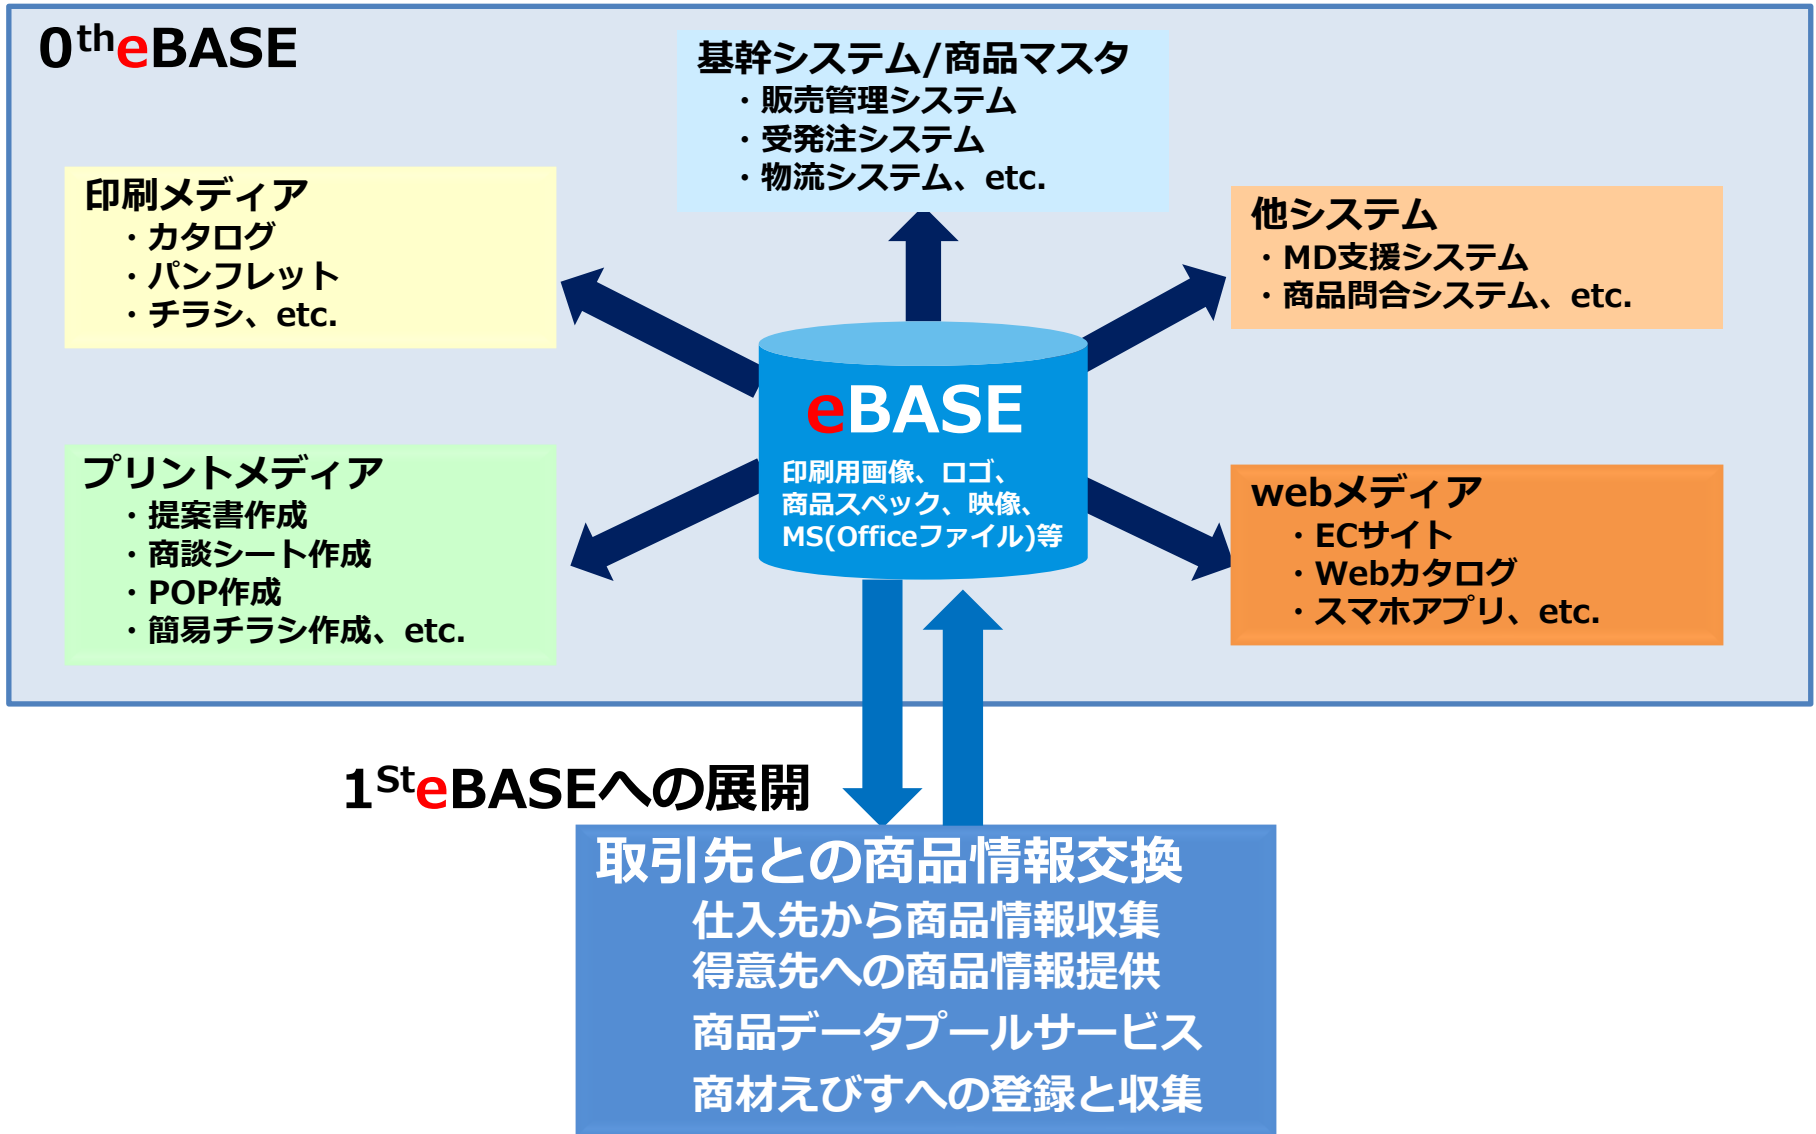 0theBASE
基幹システム/商品マスタ
・販売管理システム
・受発注システム
・物流システム、etc.
印刷メディア
・カタログ
・パンフレット
・チラシ、etc.
他システム
・MD支援システム
・商品問合システム、etc.
eBASE
印刷用画像、ロゴ、
商品スペック、映像、
MS(Officeファイル)等
プリントメディア
・提案書作成
・商談シート作成
・POP作成
・簡易チラシ作成、etc.
webメディア
・ECサイト
・Webカタログ
・スマホアプリ、etc.
1SteBASEへの展開
取引先との商品情報交換
仕入先から商品情報収集
得意先への商品情報提供
商品データプールサービス
商材えびすへの登録と収集